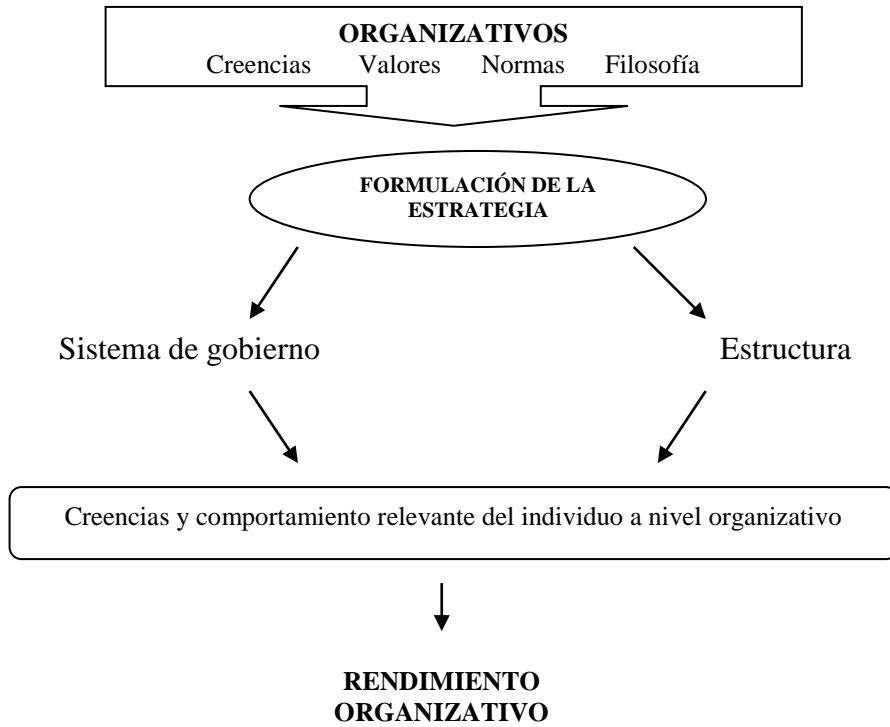 ORGANIZATIVOS
Creencias Valores Normas Filosofía
FORMULACIÓN DE LA
ESTRATEGIA
Sistema de gobierno
Estructura
Creencias y comportamiento relevante del individuo a nivel organizativo
RENDIMIENTO
ORGANIZATIVO